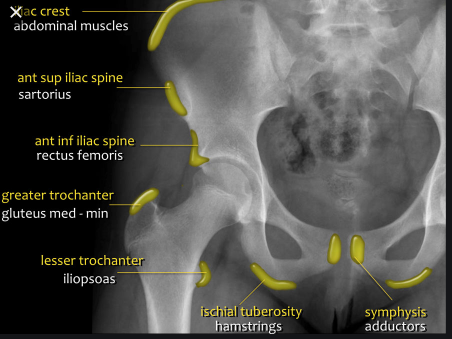 iliac crest
abdominal muscles
ant sup iliac spine
sartorius
ant inf iliac spine
rectus femoris
greater trochanter
gluteus med - min
lesser trochanter
iliopsoas
ischial tuberosity
hamstrings
symphysis
adductors